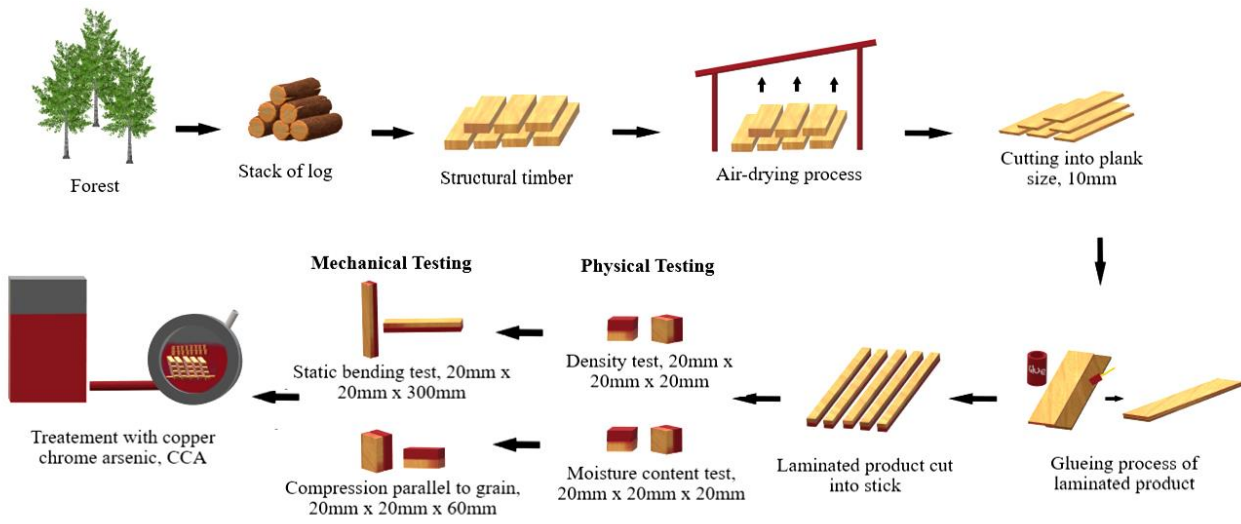 Forest
Stack of log
Structural timber
Air-drying process
Cutting into plank
size, 10mm
Glue
Glueing process of
laminated product
Laminated product cut
into stick
Physical Testing
Density test, 20mm x
20mm x 20mm
Moisture content test,
20mm x 20mm x 20mm
Mechanical Testing
Static bending test, 20mm x
20mm x 300mm
Compression parallel to grain,
20mm x 20mm x 60mm
Treatement with copper
chrome arsenic, CCA